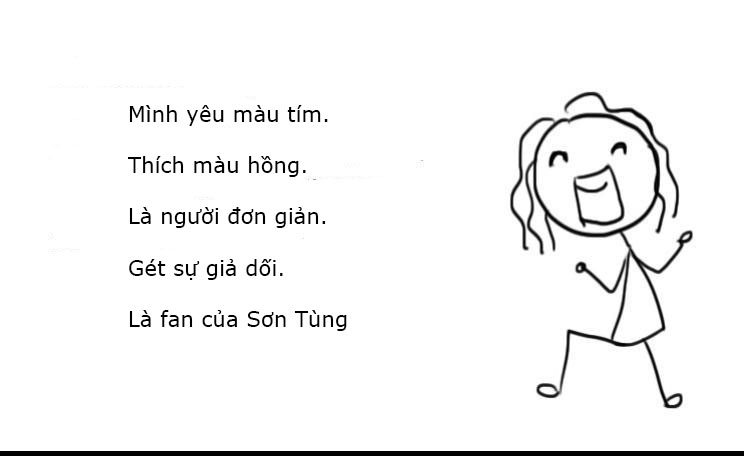 Mình yêu màu tím.
Thích màu hồng.
Là người đơn giản.
Gét sự giả dối.
Là fan của Sơn Tùng